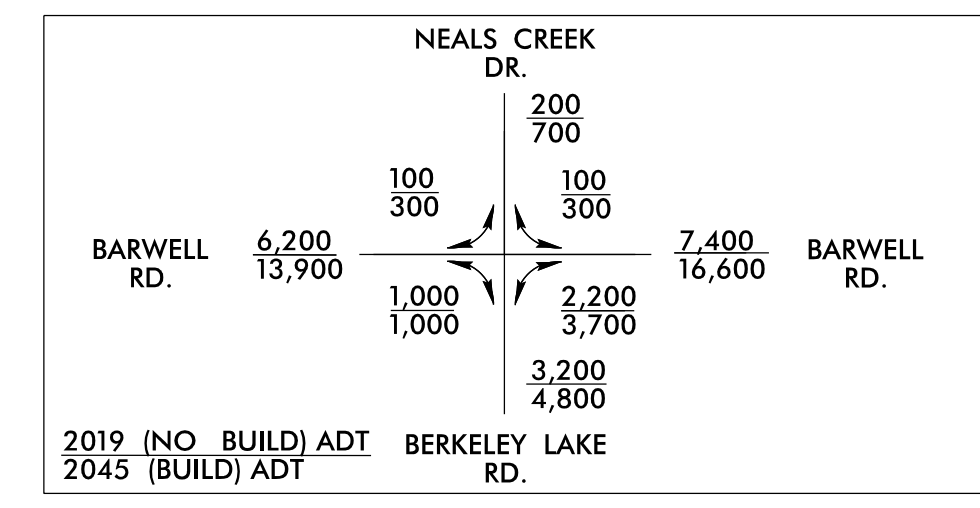 NEALS CREEK
DR.
200
700
100
300
100
300
BARWELL
RD.
6,200
13,900
7,400
16,600
BARWELL
RD.
1,000
1,000
2,200
3,700
3,200
4,800
2019 (NO BUILD) ADT
2045 (BUILD) ADT
BERKELEY LAKE
RD.